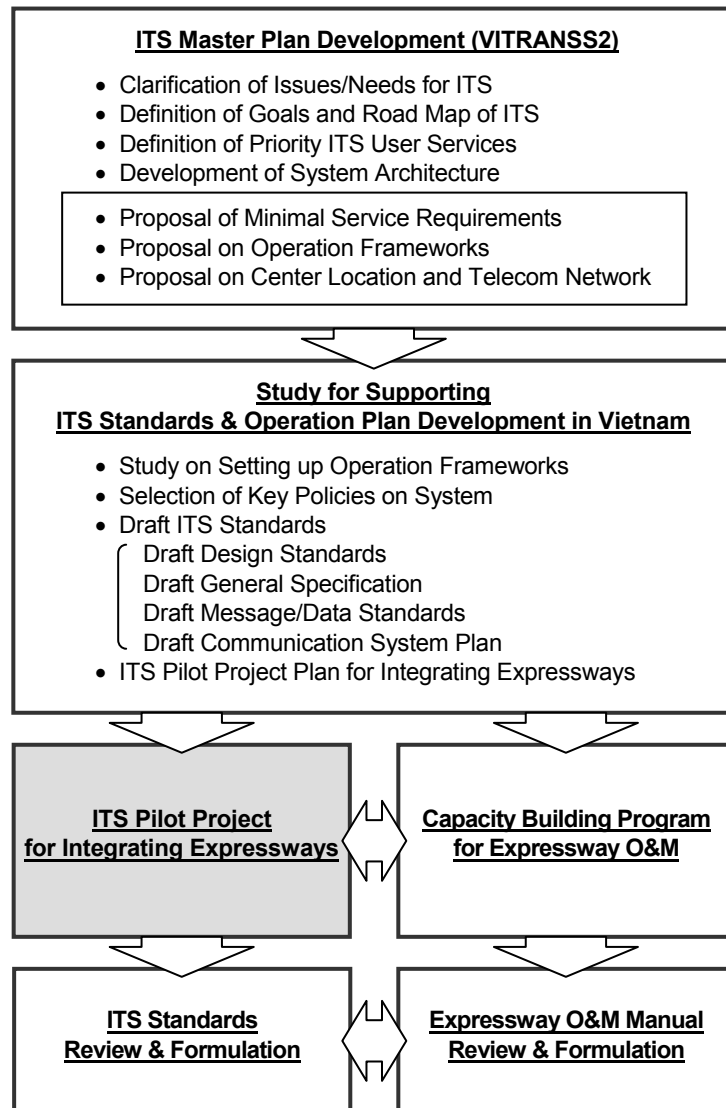 ITS Master Plan Development (VITRANSS2)
• Clarification of Issues/Needs for ITS
• Definition of Goals and Road Map of ITS
• Definition of Priority ITS User Services
• Development of System Architecture
• Proposal of Minimal Service Requirements
• Proposal on Operation Frameworks
• Proposal on Center Location and Telecom Network
Study for Supporting
ITS Standards & Operation Plan Development in Vietnam
• Study on Setting up Operation Frameworks
• Selection of Key Policies on System
• Draft ITS Standards
Draft Design Standards
Draft General Specification
Draft Message/Data Standards
Draft Communication System Plan
• ITS Pilot Project Plan for Integrating Expressways
ITS Pilot Project
for Integrating Expressways
Capacity Building Program
for Expressway O&M
ITS Standards
Review & Formulation
Expressway O&M Manual
Review & Formulation